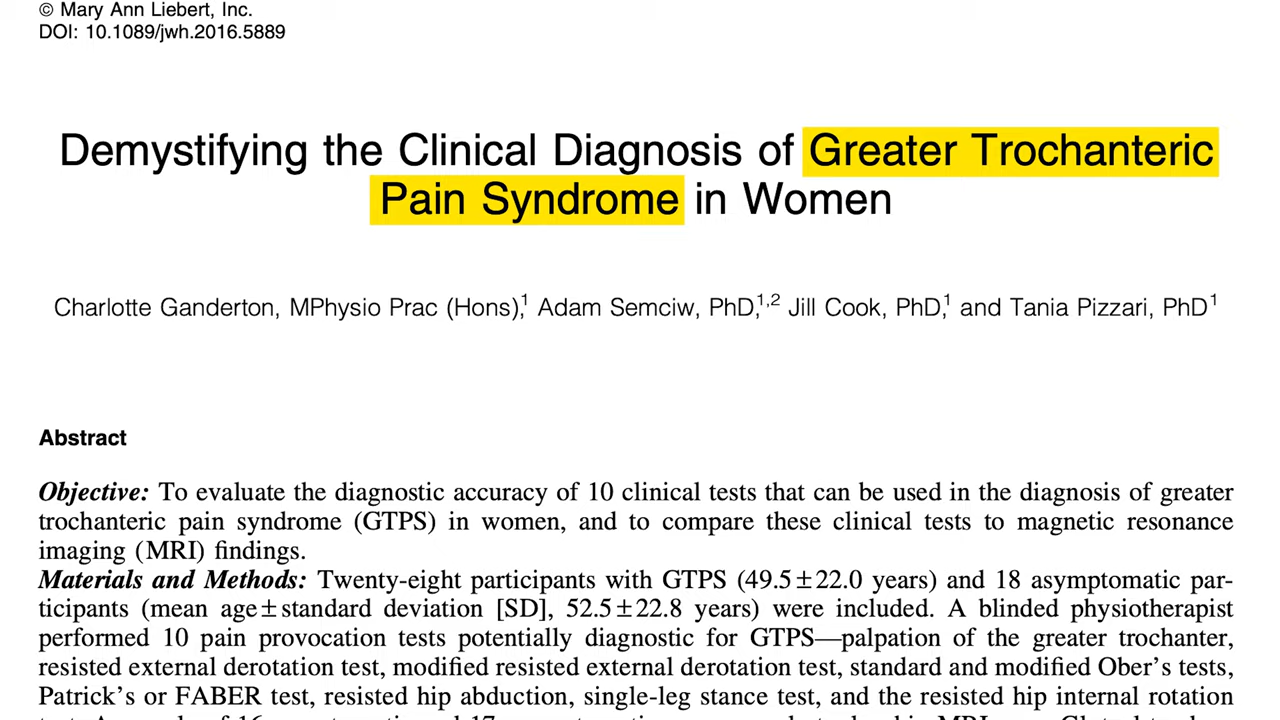 © Mary Ann Liebert, Inc.
DOI: 10.1089/jwh.2016.5889
Demystifying the Clinical Diagnosis of Greater Trochanteric
Pain Syndrome in Women
Charlotte Ganderton, MPhysio Prac (Hons),1 Adam Semciw, PhD,1,2 Jill Cook, PhD,1 and Tania Pizzari, PhD1
Abstract
Objective: To evaluate the diagnostic accuracy of 10 clinical tests that can be used in the diagnosis of greater
trochanteric pain syndrome (GTPS) in women, and to compare these clinical tests to magnetic resonance
imaging (MRI) findings.
Materials and Methods: Twenty-eight participants with GTPS (49.5±22.0 years) and 18 asymptomatic par-
ticipants (mean age±standard deviation [SD], 52.5±22.8 years) were included. A blinded physiotherapist
performed 10 pain provocation tests potentially diagnostic for GTPS—palpation of the greater trochanter,
resisted external derotation test, modified resisted external derotation test, standard and modified Ober's tests,
Patrick's or FABER test, resisted hip abduction, single-leg stance test, and the resisted hip internal rotation